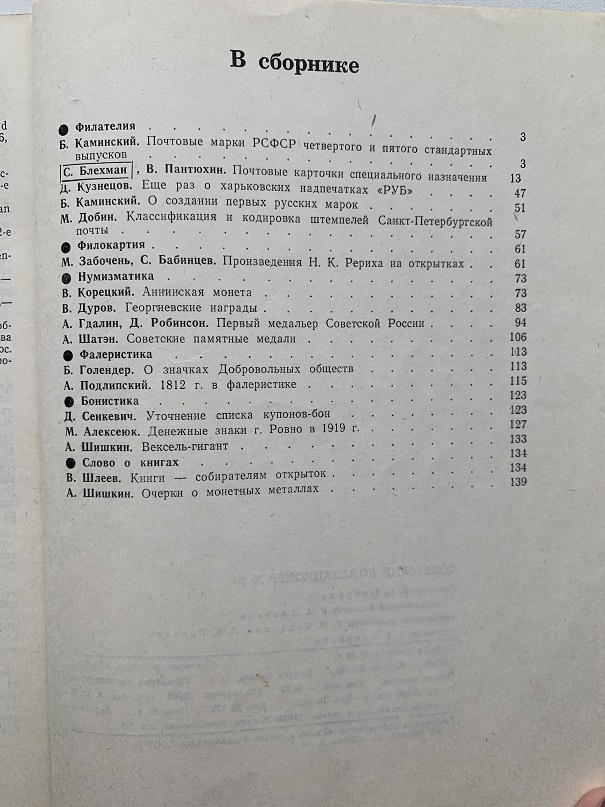 В сборнике
● Филателия . . . . . . . . . . . . 3
Б. Каминский. Почтовые марки РСФСР четвертого и пятого стандартных
выпусков . . . . . . . . . . . . 3
С. Блехман, В. Пантюхин. Почтовые карточки специального назначения 13
Д. Кузнецов. Еще раз о харьковских надпечатках «РУБ» . . . . 47
Б. Каминский. О создании первых русских марок . . . . . . 51
М. Добин. Классификация и кодировка штемпелей Санкт-Петербургской
почты . . . . . . . . . . . . 57
● Филокартия . . . . . . . . . . . . 61
М. Забочень, С. Бабинцев. Произведения Н. К. Рериха на открытках . . 61
● Нумизматика . . . . . . . . . . . . 73
В. Корецкий. Аннинская монета . . . . . . . . 73
В. Дуров. Георгиевские награды . . . . . . . . 83
А. Гдалин, Д. Робинсон. Первый медальер Советской России . . . . 94
А. Шатэн. Советские памятные медали . . . . . . . 106
● Фалеристика . . . . . . . . . . . . 113
Б. Голендер. О значках Добровольных обществ . . . . . . 113
А. Подлипский. 1812 г. в фалеристике . . . . . . . 115
● Бонистика . . . . . . . . . . . . 123
Д. Сенкевич. Уточнение списка купонов-бон . . . . . . 123
М. Алексеюк. Денежные знаки г. Ровно в 1919 г. . . . . . 127
А. Шишкин. Вексель-гигант . . . . . . . . . 133
● Слово о книгах . . . . . . . . . . . 134
В. Шлеев. Книги — собирателям открыток . . . . . . . 134
А. Шишкин. Очерки о монетных металлах . . . . . . . 139